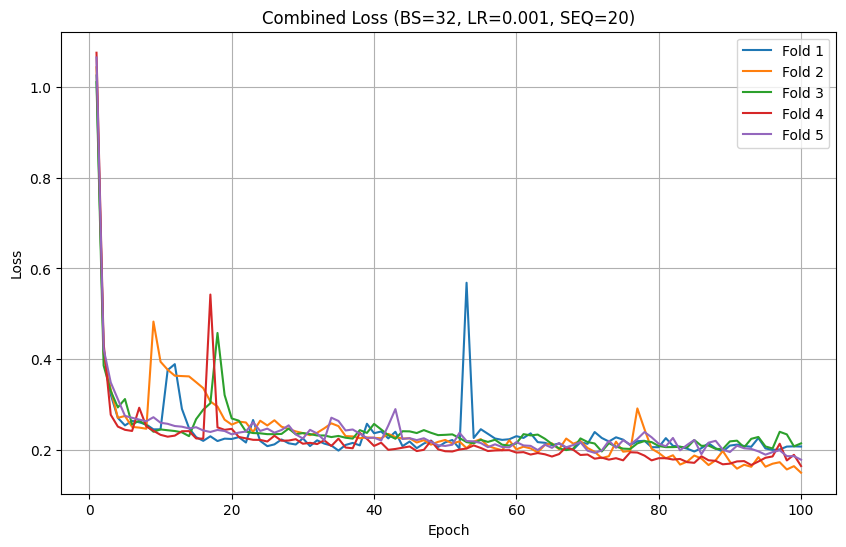 Combined Loss (BS=32, LR=0.001, SEQ=20)
Fold 1
Fold 2
Fold 3
Fold 4
Fold 5
Loss
1.0
0.8
0.6
0.4
0.2
0 20 40 60 80 100
Epoch